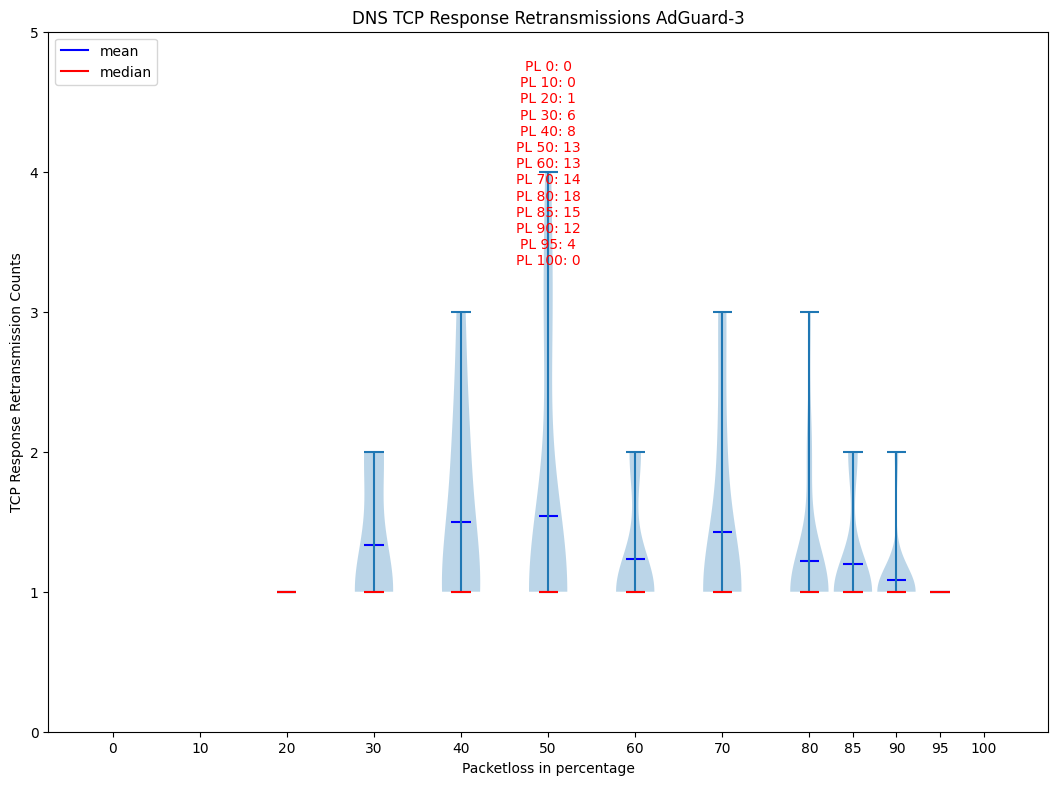 DNS TCP Response Retransmissions AdGuard-3
mean
median
PL 0: 0
PL 10: 0
PL 20: 1
PL 30: 6
PL 40: 8
PL 50: 13
PL 60: 13
PL 70: 14
PL 80: 18
PL 85: 15
PL 90: 12
PL 95: 4
PL 100: 0
TCP Response Retransmission Counts
5
4
3
2
1
0
0 10 20 30 40 50 60 70 80 85 90 95 100
Packetloss in percentage